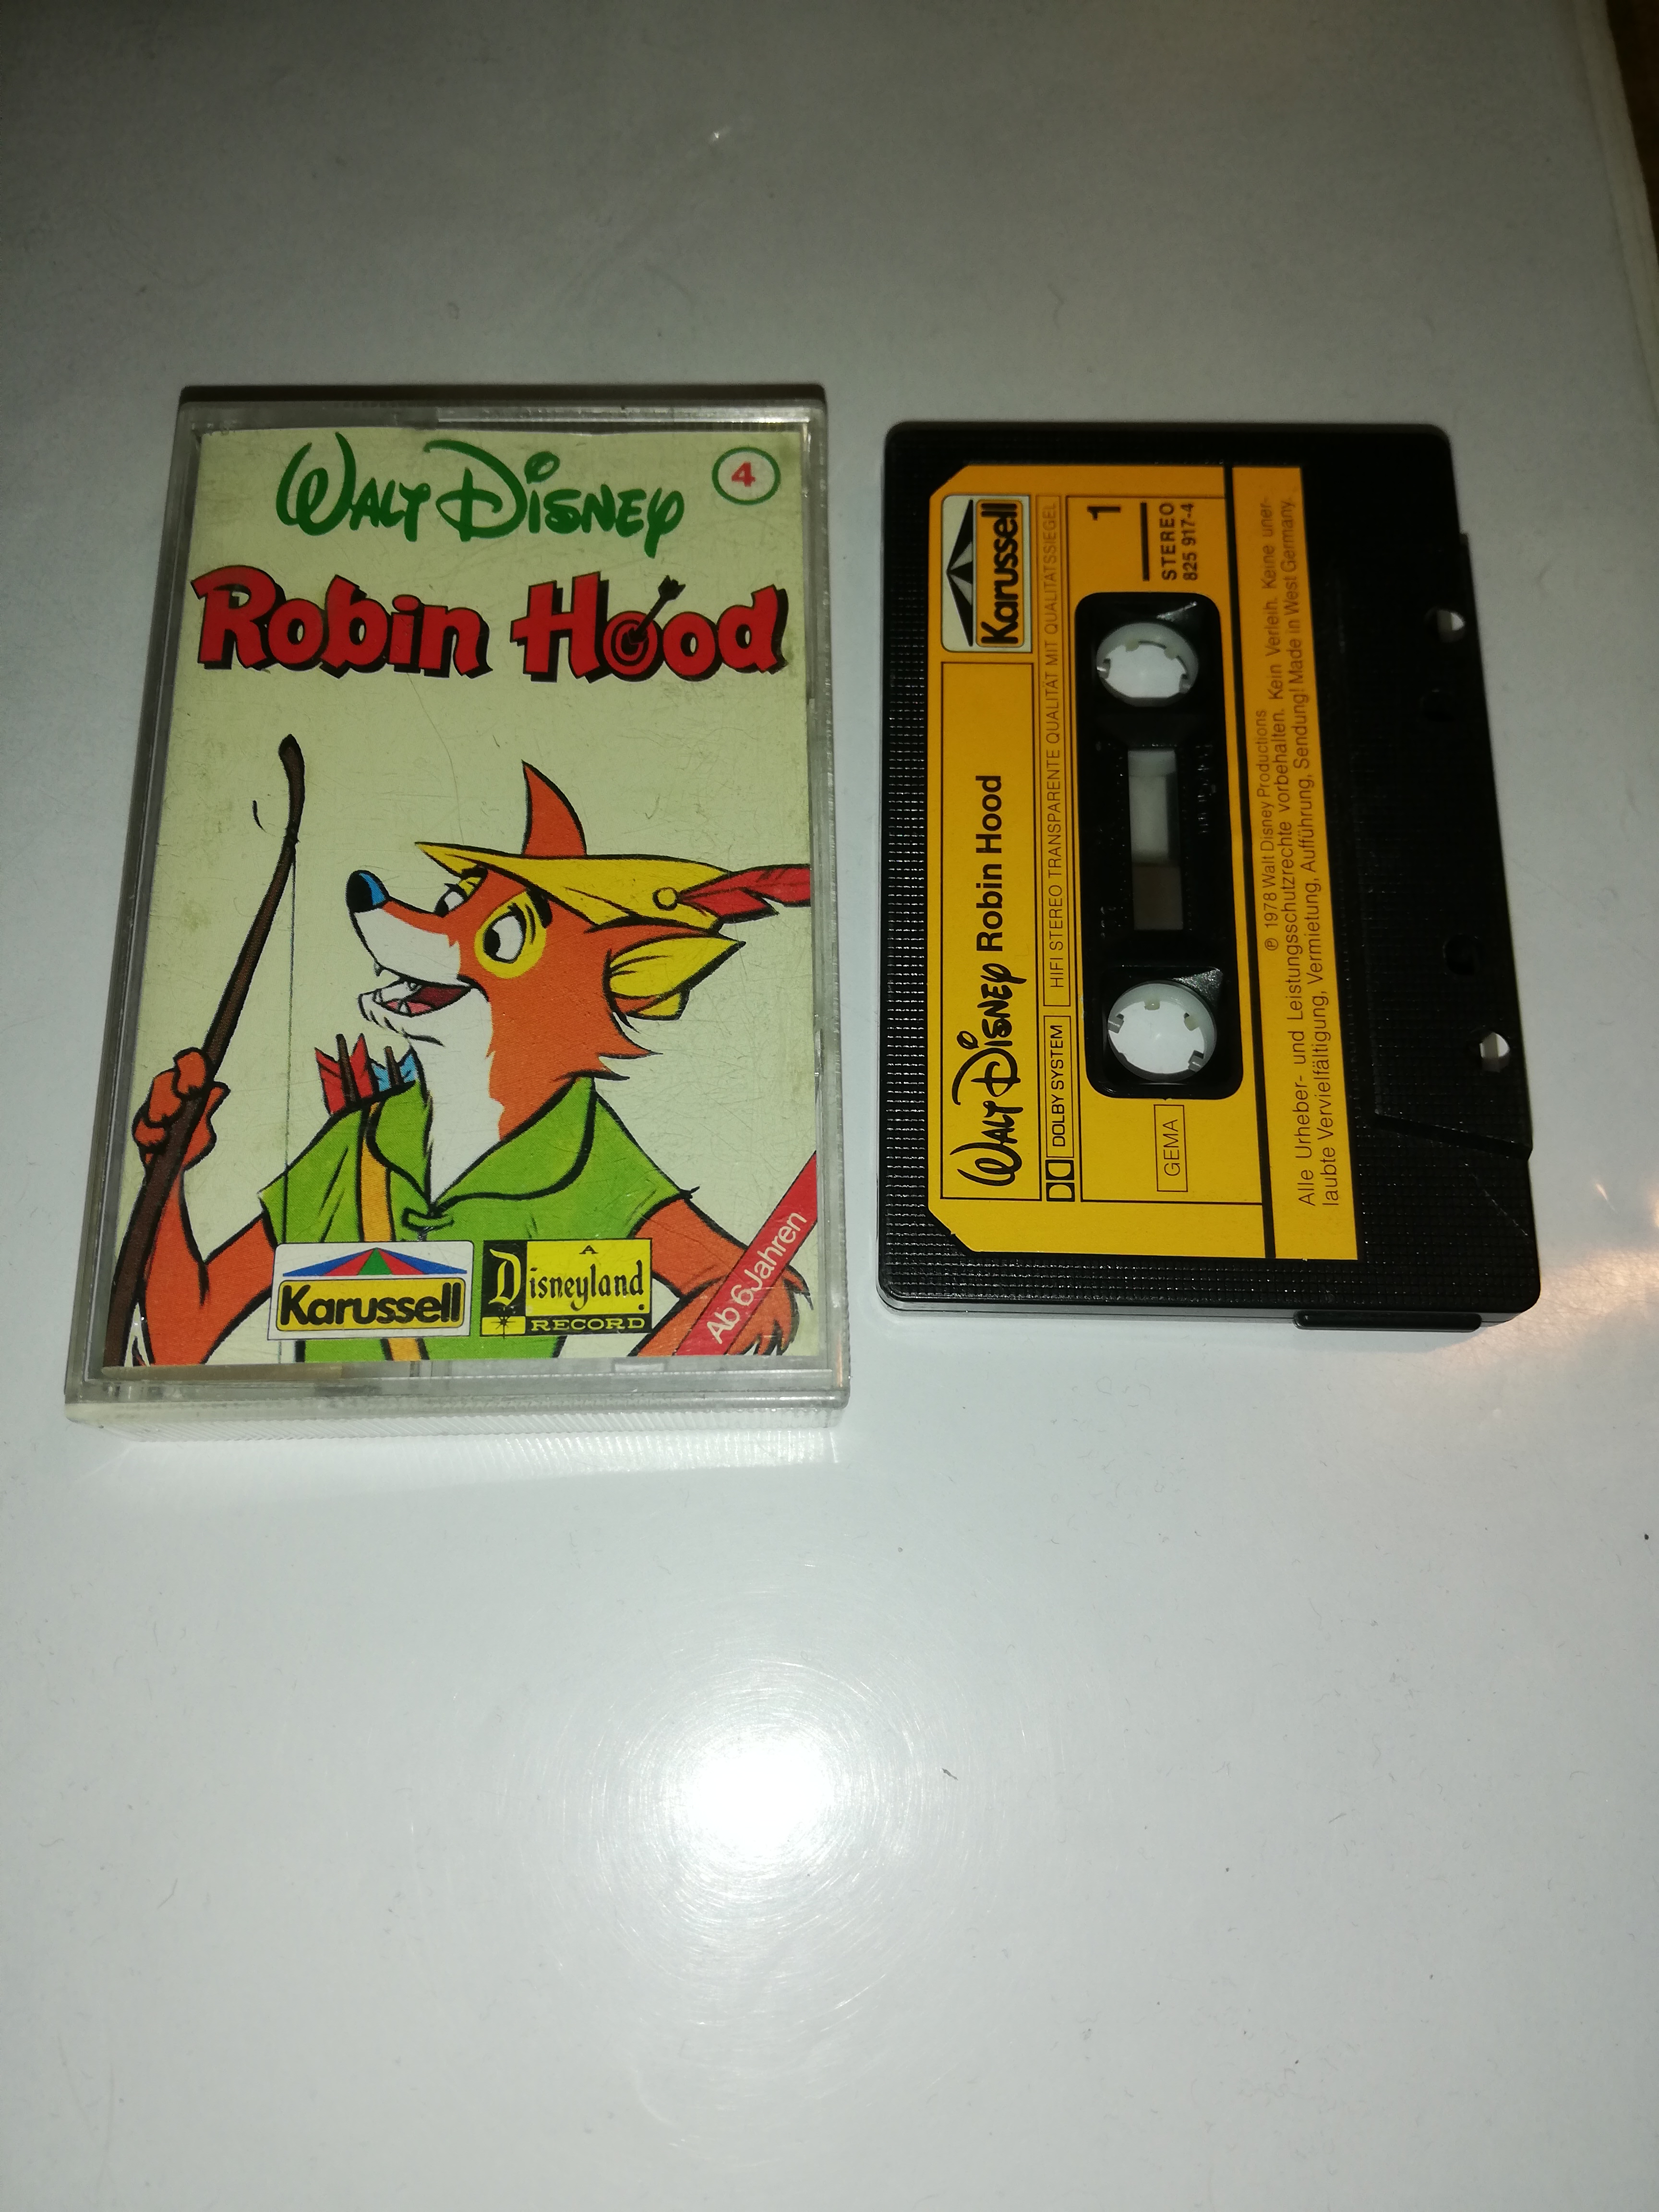 WALT DISNEY
4
Robin Hood
Karussell
A
Disneyland
RECORD
Ab 6 Jahren
Karussell
WALT DISNEY Robin Hood
DOLBY SYSTEM
HIFI STEREO TRANSPARENTE QUALITÄT MIT QUALITÄTSSIEGEL
1
STEREO
825 917-4
GEMA
℗ 1978 Walt Disney Productions
Alle Urheber- und Leistungsschutzrechte vorbehalten. Kein Verleih. Keine uner-
laubte Vervielfältigung, Vermietung, Aufführung, Sendung! Made in West Germany